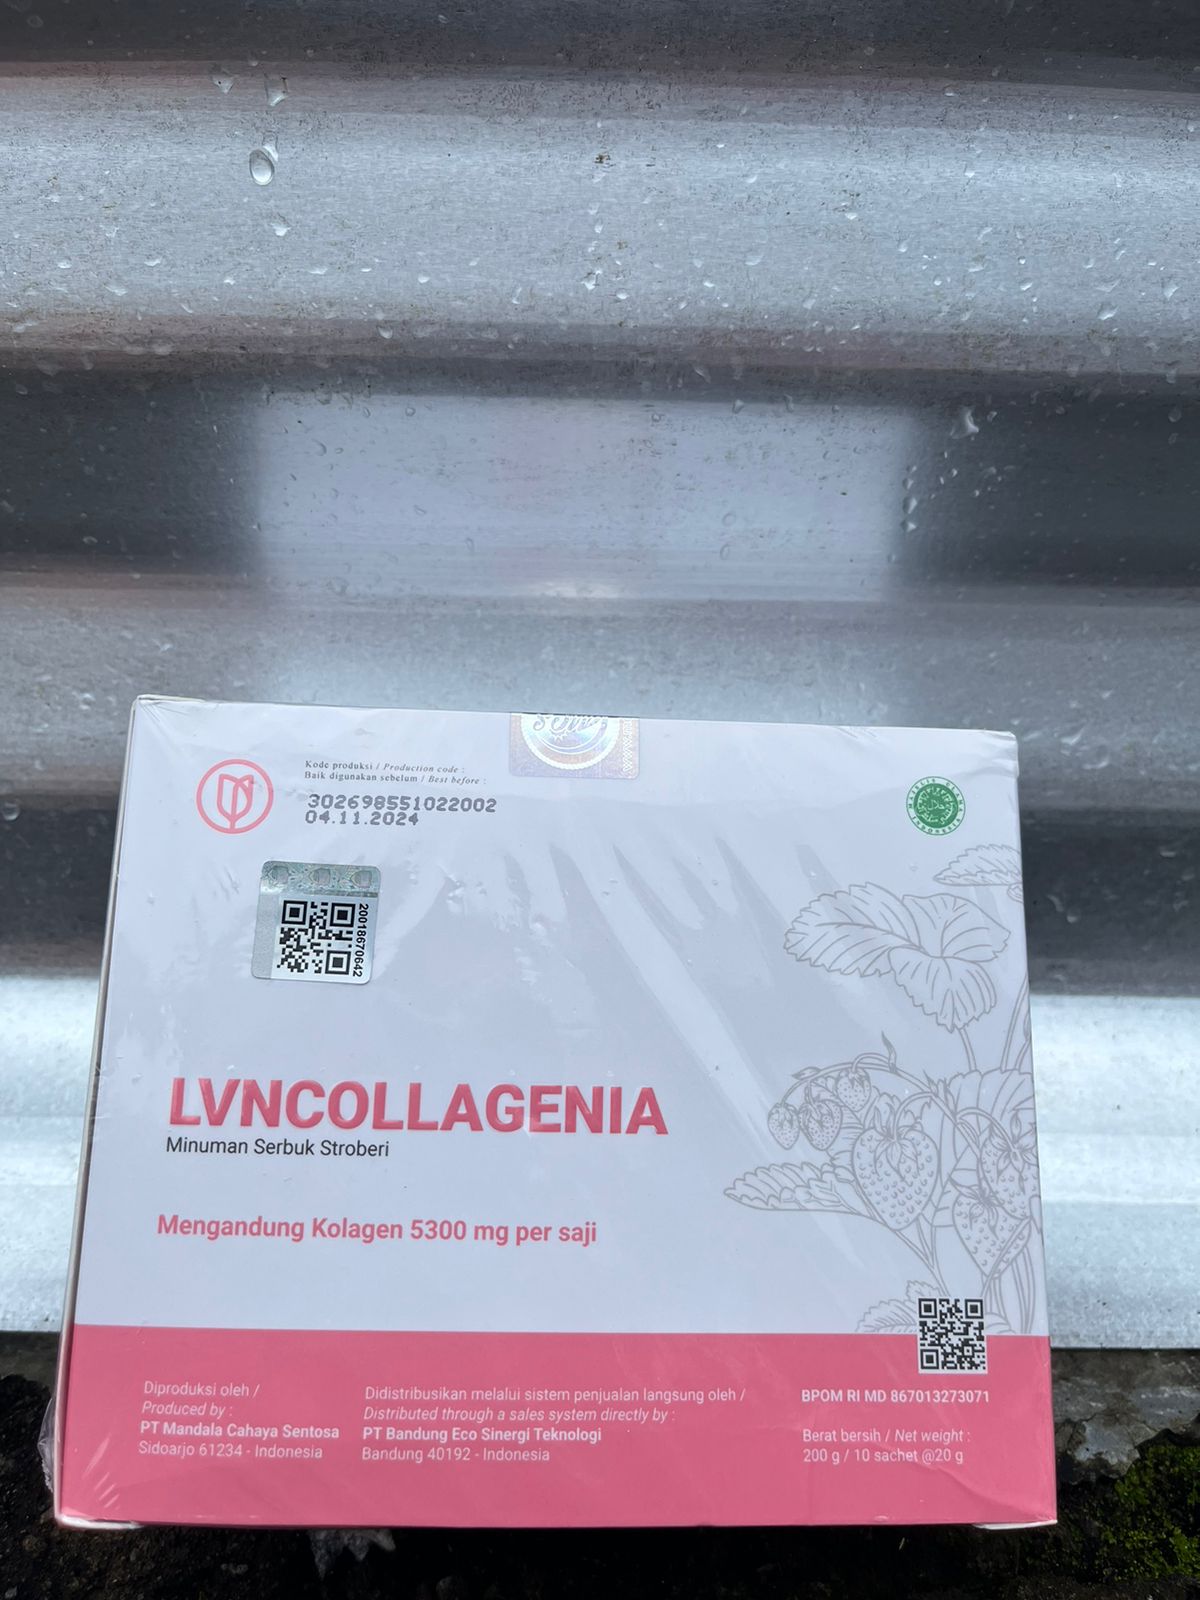 Kode produksi / Production code :
Baik digunakan sebelum / Best before :
302698551022002
04.11.2024
20018670642
LVNCOLLAGENIA
Minuman Serbuk Stroberi
Mengandung Kolagen 5300 mg per saji
Diproduksi oleh /
Produced by :
PT Mandala Cahaya Sentosa
Sidoarjo 61234 - Indonesia
Didistribusikan melalui sistem penjualan langsung oleh /
Distributed through a sales system directly by :
PT Bandung Eco Sinergi Teknologi
Bandung 40192 - Indonesia
BPOM RI MD 867013273071
Berat bersih / Net weight :
200 g / 10 sachet @20 g